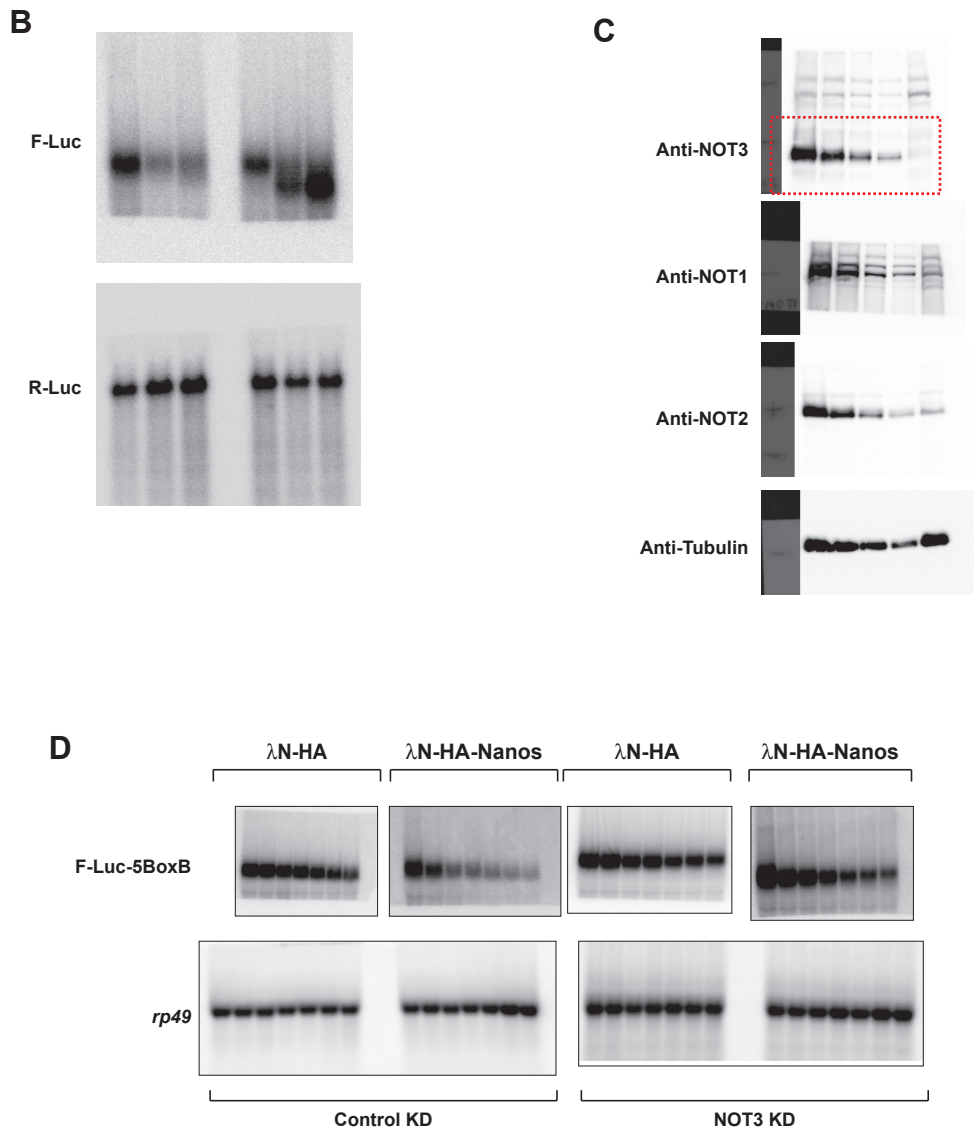 B
F-Luc
R-Luc
C
Anti-NOT3
Anti-NOT1
Anti-NOT2
Anti-Tubulin
D
λN-HA λN-HA-Nanos λN-HA λN-HA-Nanos
F-Luc-5BoxB
rp49
Control KD NOT3 KD